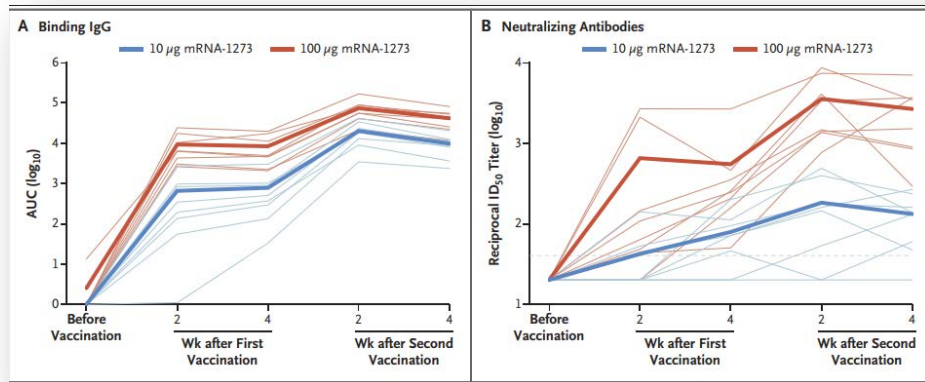 A Binding IgG
10 µg mRNA-1273
100 µg mRNA-1273
AUC (log10)
6
5
4
3
2
1
0
Before
Vaccination
2
4
Wk after First
Vaccination
2
4
Wk after Second
Vaccination
B Neutralizing Antibodies
10 µg mRNA-1273
100 µg mRNA-1273
Reciprocal ID50 Titer (log10)
4
3
2
1
Before
Vaccination
2
4
Wk after First
Vaccination
2
4
Wk after Second
Vaccination